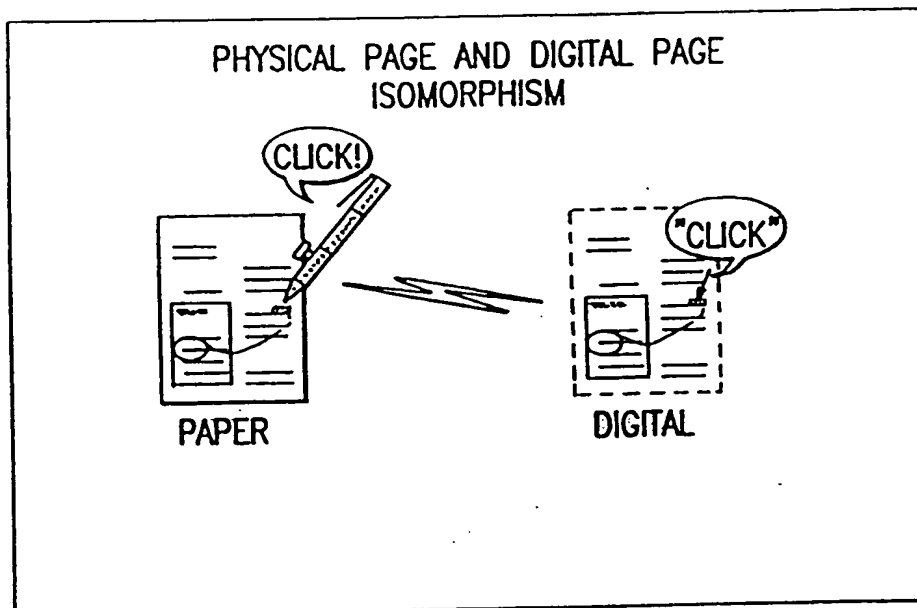 PHYSICAL PAGE AND DIGITAL PAGE
ISOMORPHISM
CLICK!
"CLICK"
PAPER
DIGITAL